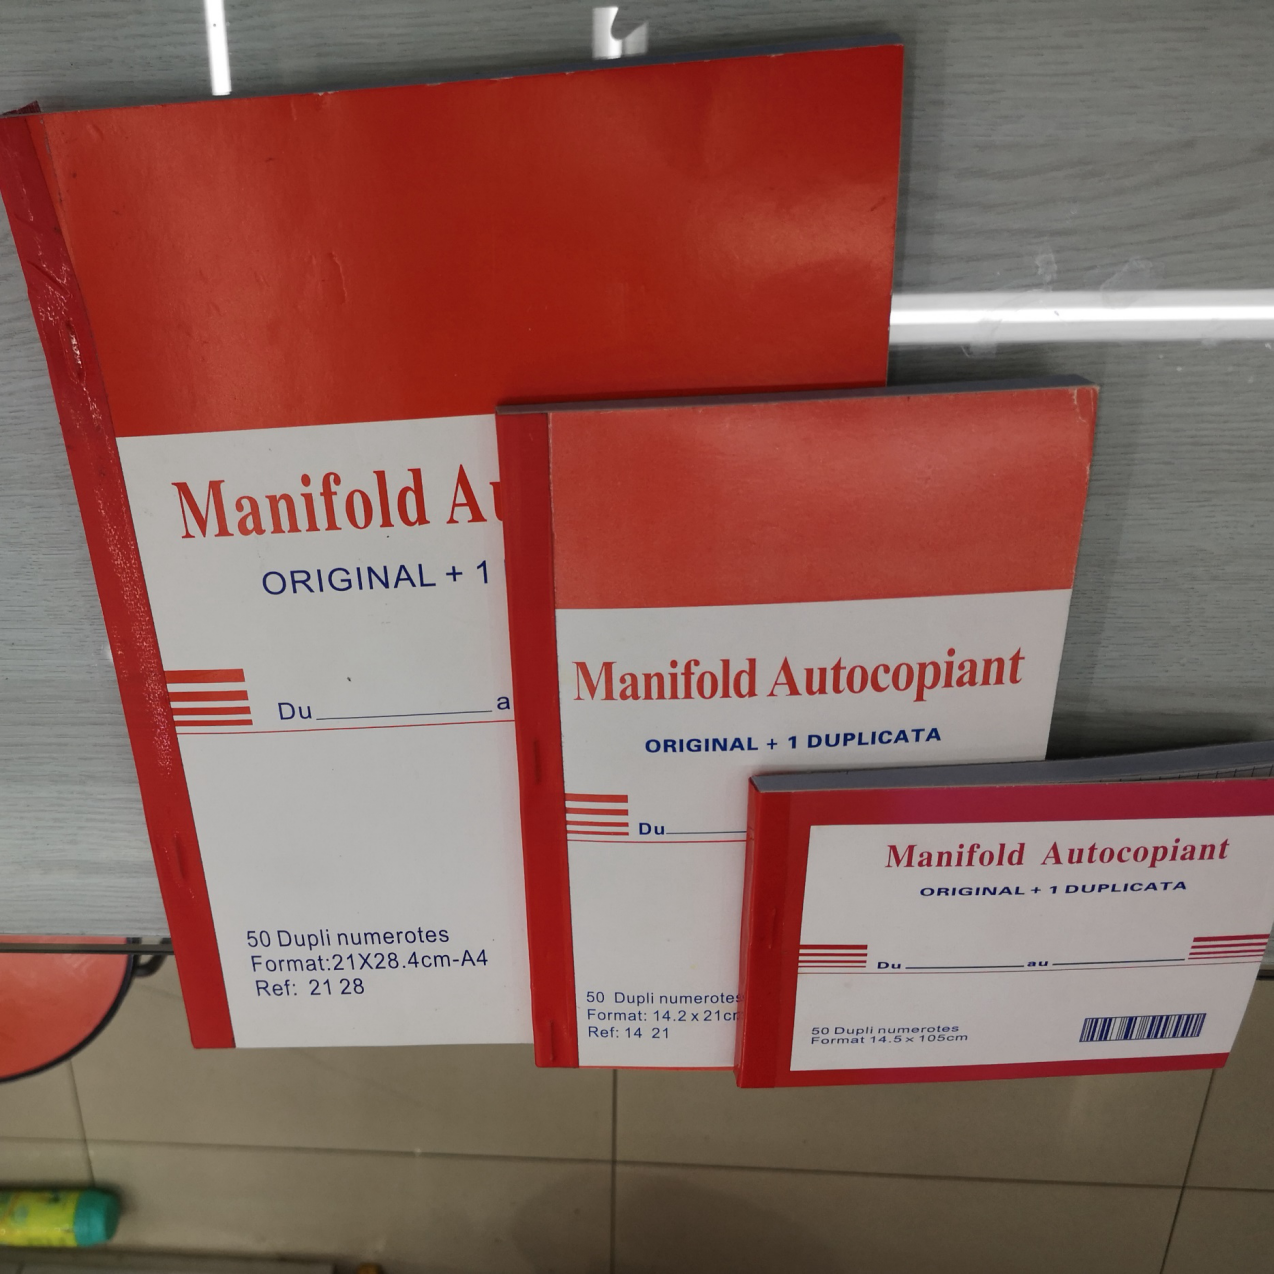 Manifold Au
ORIGINAL + 1
Du
a
50 Dupli numerotes
Format:21X28.4cm-A4
Ref: 21 28
Manifold Autocopiant
ORIGINAL + 1 DUPLICATA
Du
50 Dupli numerotes
Format: 14.2 x 21cm
Ref: 14 21
Manifold Autocopiant
ORIGINAL + 1 DUPLICATA
Du au
50 Dupli numerotes
Format 14.5 x 105cm